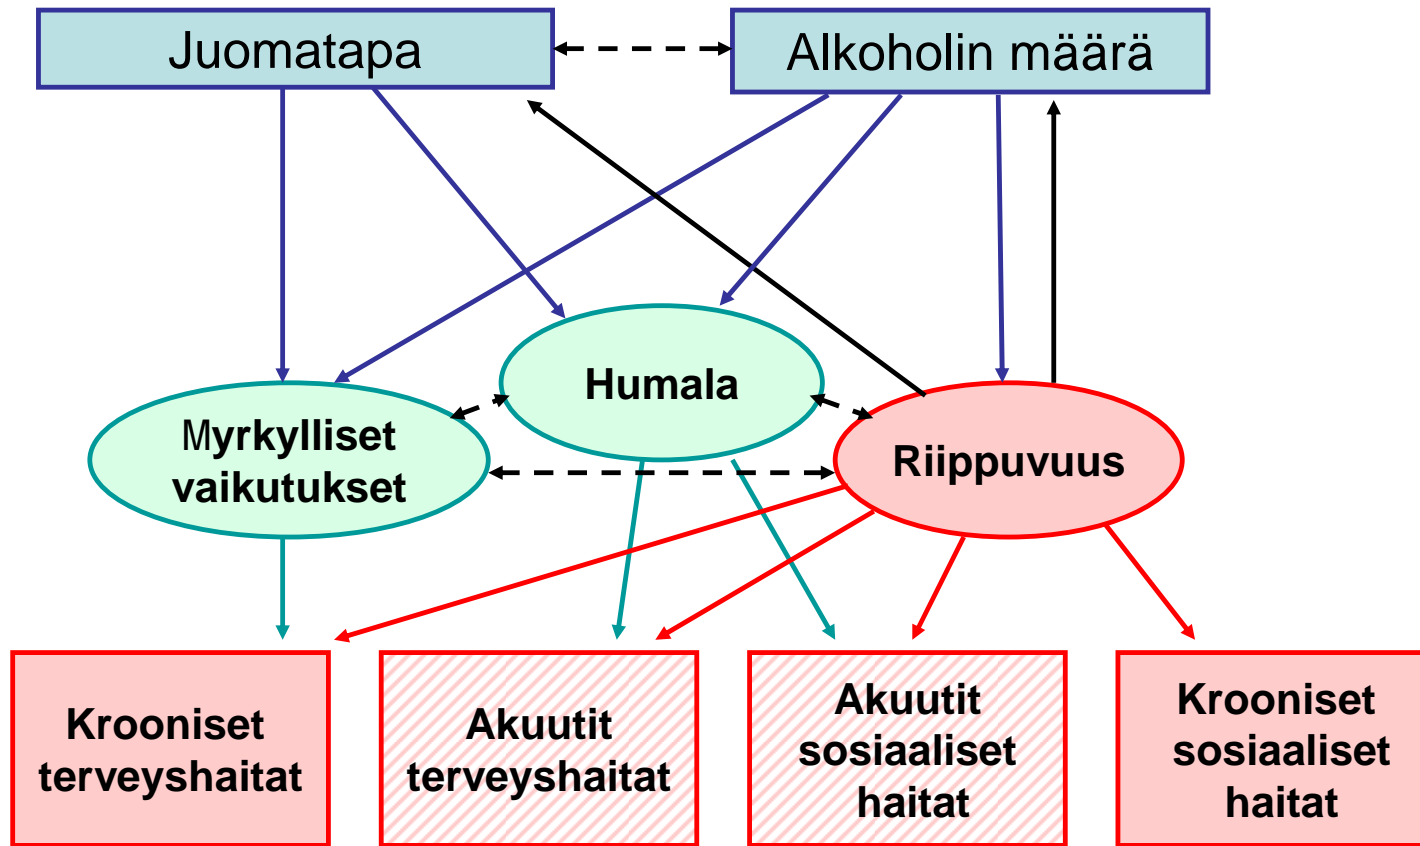 Juomatapa
Alkoholin määrä
Humala
Myrkylliset
vaikutukset
Riippuvuus
Krooniset
terveyshaitat
Akuutit
terveyshaitat
Akuutit
sosiaaliset
haitat
Krooniset
sosiaaliset
haitat